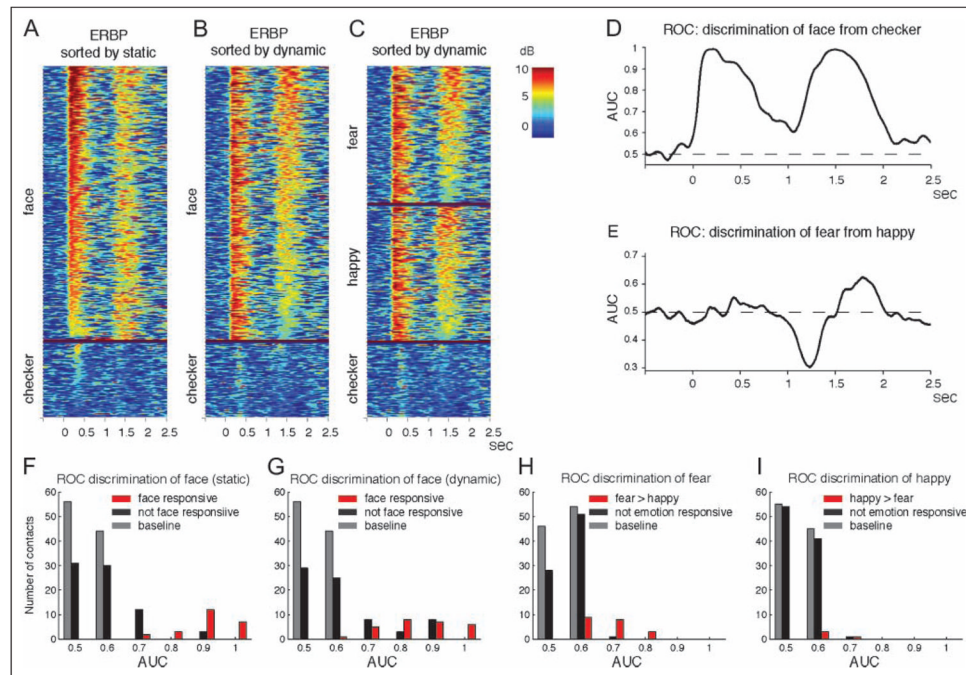 A
ERBP
sorted by static
B
ERBP
sorted by dynamic
C
ERBP
sorted by dynamic
dB
10
5
0
face
checker
0 0.5 1 1.5 2 2.5
face
checker
0 0.5 1 1.5 2 2.5
fear
happy
checker
0 0.5 1 1.5 2 2.5
sec
D
ROC: discrimination of face from checker
AUC
1
0.9
0.8
0.7
0.6
0.5
0 0.5 1 1.5 2 2.5
sec
E
ROC: discrimination of fear from happy
AUC
0.7
0.5
0.3
0 0.5 1 1.5 2 2.5
sec
F
ROC discrimination of face (static)
face responsive
not face responsiive
baseline
Number of contacts
60
50
40
30
20
10
0
0.5 0.6 0.7 0.8 0.9 1
AUC
G
ROC discrimination of face (dynamic)
face responsive
not face responsive
baseline
60
50
40
30
20
10
0
0.5 0.6 0.7 0.8 0.9 1
AUC
H
ROC discrimination of fear
fear > happy
not emotion responsive
baseline
60
50
40
30
20
10
0
0.5 0.6 0.7 0.8 0.9 1
AUC
I
ROC discrimination of happy
happy > fear
not emotion responsive
baseline
60
50
40
30
20
10
0
0.5 0.6 0.7 0.8 0.9 1
AUC